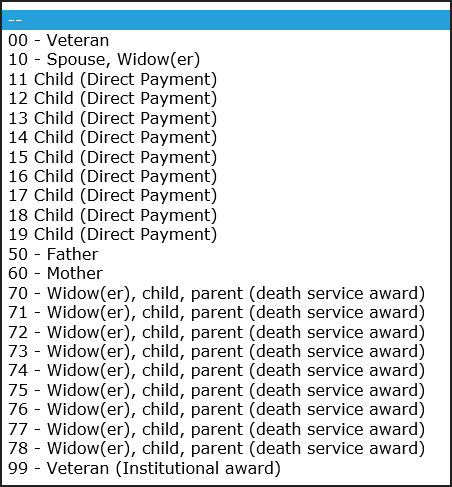 --
00 - Veteran
10 - Spouse, Widow(er)
11 Child (Direct Payment)
12 Child (Direct Payment)
13 Child (Direct Payment)
14 Child (Direct Payment)
15 Child (Direct Payment)
16 Child (Direct Payment)
17 Child (Direct Payment)
18 Child (Direct Payment)
19 Child (Direct Payment)
50 - Father
60 - Mother
70 - Widow(er), child, parent (death service award)
71 - Widow(er), child, parent (death service award)
72 - Widow(er), child, parent (death service award)
73 - Widow(er), child, parent (death service award)
74 - Widow(er), child, parent (death service award)
75 - Widow(er), child, parent (death service award)
76 - Widow(er), child, parent (death service award)
77 - Widow(er), child, parent (death service award)
78 - Widow(er), child, parent (death service award)
99 - Veteran (Institutional award)